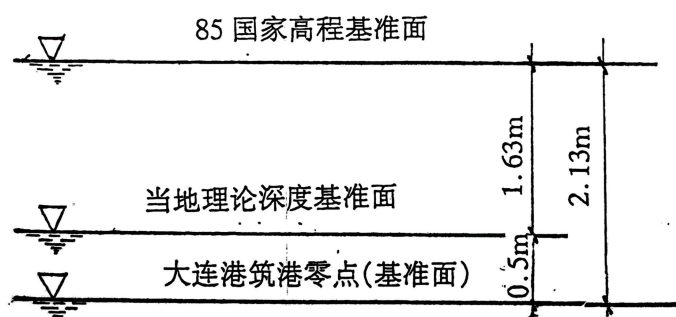 85 国家高程基准面
1.63m
2.13m
当地理论深度基准面
0.5m
大连港筑港零点(基准面)